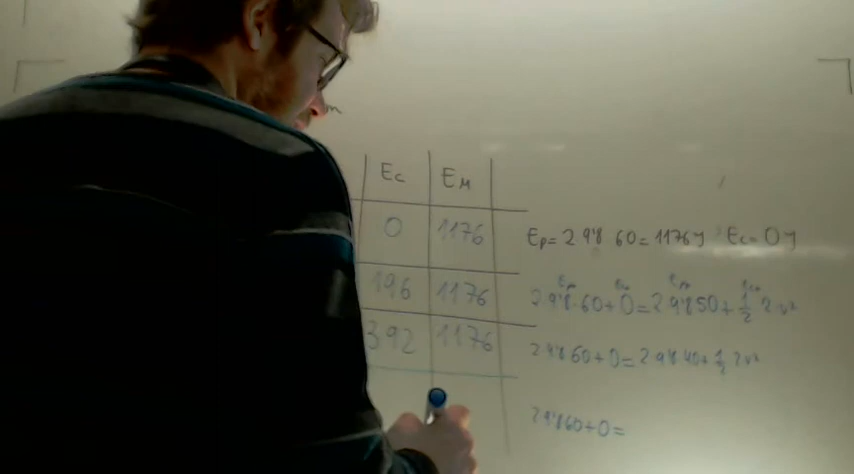 m
Ec Em
0 1176 Ep = 2 9'8 60 = 1176 J Ec = 0 J
196 1176 2 9'8·60 + 0 = 2 9'8 50 + 1/2 2 v²
392 1176 2 9'8 60 + 0 = 2 9'8 40 + 1/2 2 v²
2 9'8 60 + 0 =